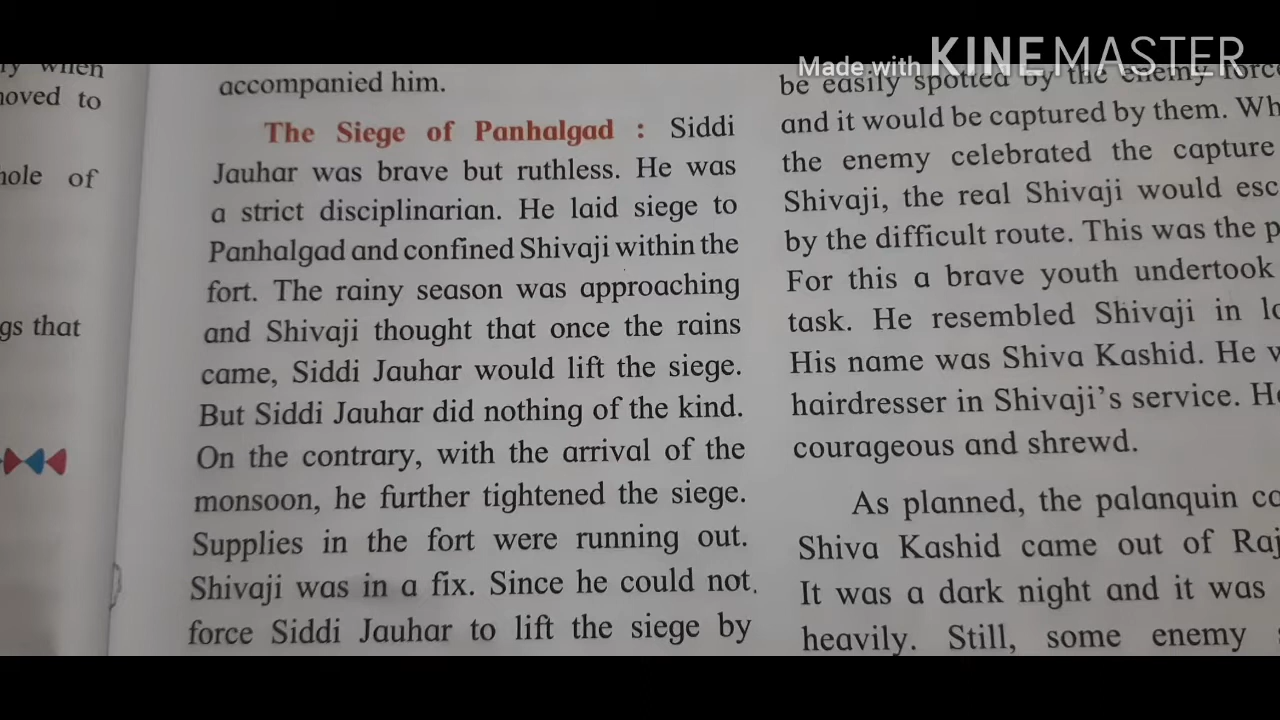 Made with KINEMASTER
when
moved to
of
that
accompanied him.
The Siege of Panhalgad : Siddi
Jauhar was brave but ruthless. He was
a strict disciplinarian. He laid siege to
Panhalgad and confined Shivaji within the
fort. The rainy season was approaching
and Shivaji thought that once the rains
came, Siddi Jauhar would lift the siege.
But Siddi Jauhar did nothing of the kind.
On the contrary, with the arrival of the
monsoon, he further tightened the siege.
Supplies in the fort were running out.
Shivaji was in a fix. Since he could not
force Siddi Jauhar to lift the siege by
be easily spotted by the enemy
and it would be captured by them.
the enemy celebrated the capture
Shivaji, the real Shivaji would
by the difficult route. This was the
For this a brave youth undertook
task. He resembled Shivaji in
His name was Shiva Kashid. He
hairdresser in Shivaji's service.
courageous and shrewd.
As planned, the palanquin
Shiva Kashid came out of
It was a dark night and it was
heavily. Still, some enemy